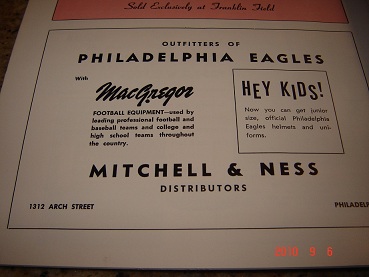 Sold Exclusively at Franklin Field
OUTFITTERS OF
PHILADELPHIA EAGLES
With
MacGregor
FOOTBALL EQUIPMENT—used by
leading professional football and
baseball teams and college and
high school teams throughout
the country.
HEY KIDS!
Now you can get junior
size, official Philadelphia
Eagles helmets and uni-
forms.
MITCHELL & NESS
DISTRIBUTORS
1312 ARCH STREET
PHILADELP
2010 9 6